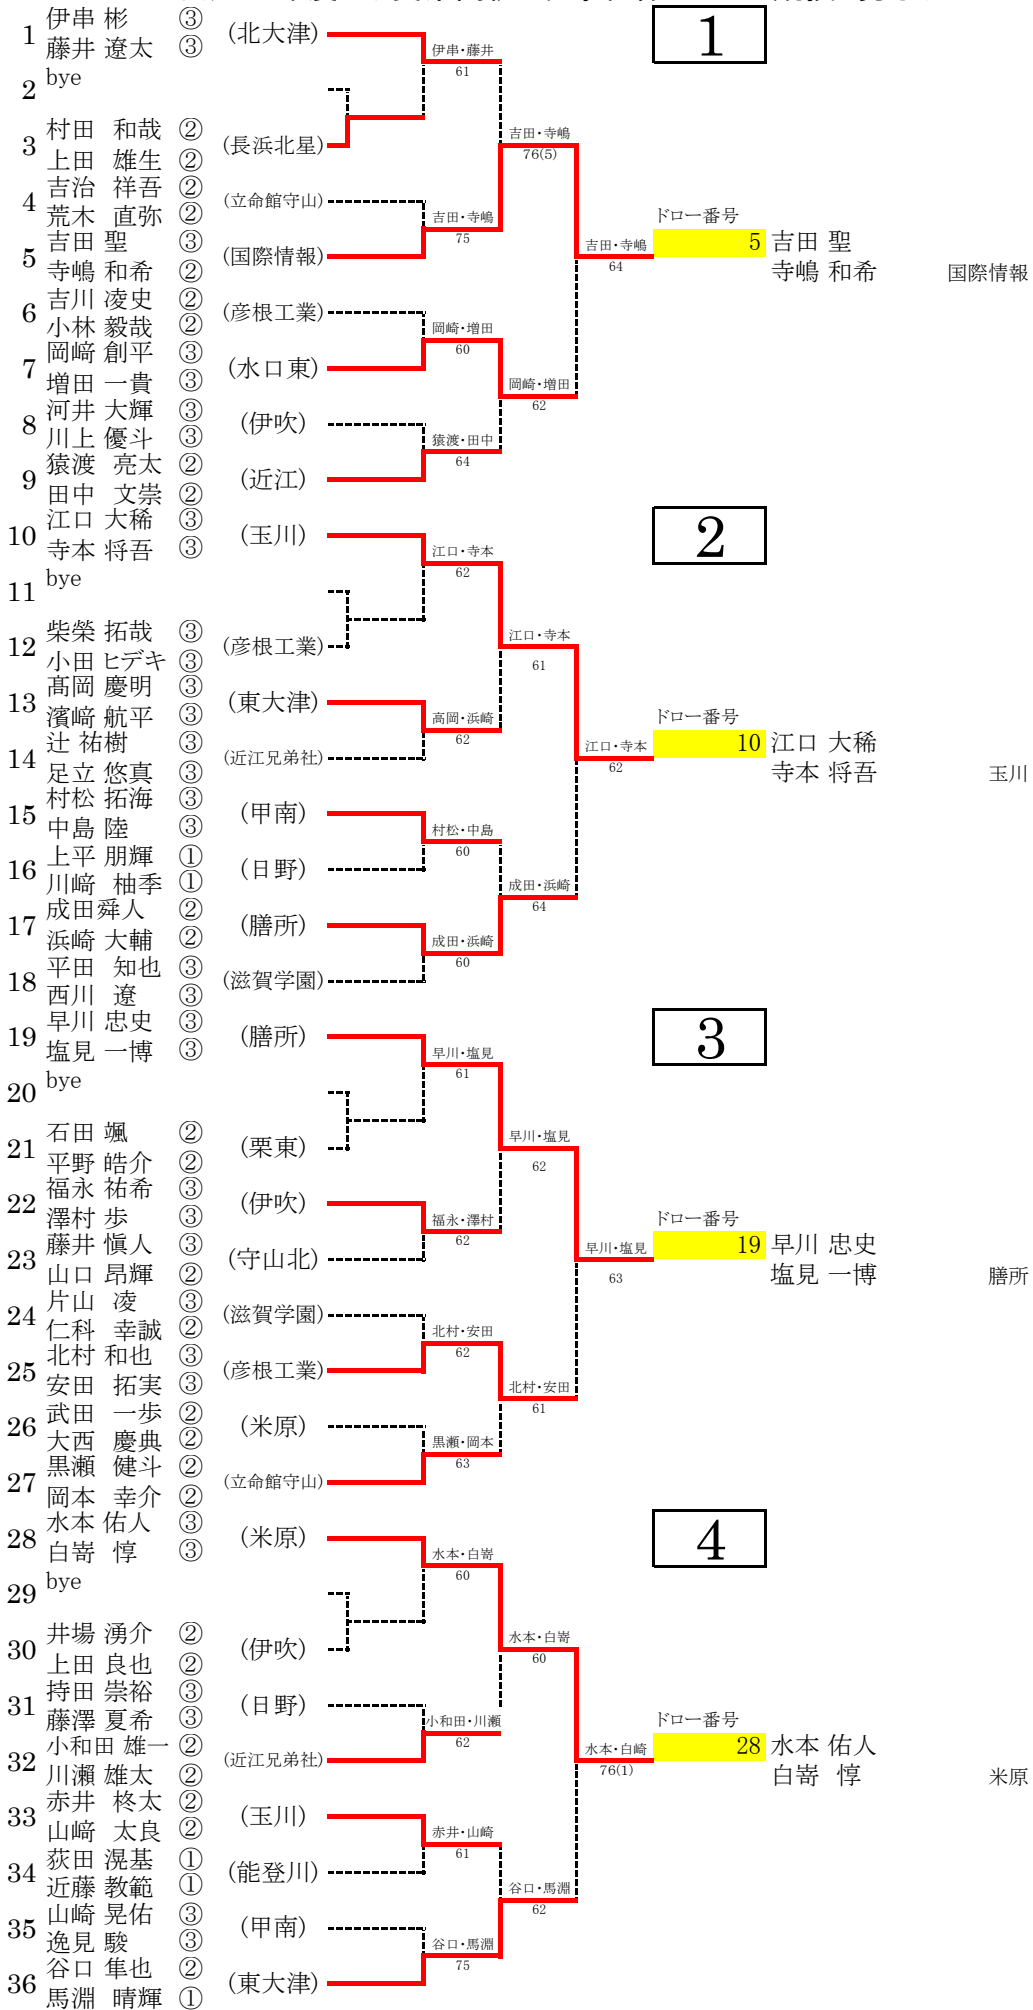 1
伊串 彬 ③ (北大津)
藤井 遼太 ③
2 bye
3 村田 和哉 ② (長浜北星)
上田 雄生 ②
4 吉治 祥吾 ② (立命館守山)
荒木 直弥 ②
5 吉田 聖 ③ (国際情報)
寺嶋 和希 ②
6 吉川 凌史 ② (彦根工業)
小林 毅哉 ②
7 岡﨑 創平 ③ (水口東)
増田 一貴 ③
8 河井 大輝 ③ (伊吹)
川上 優斗 ③
9 猿渡 亮太 ② (近江)
田中 文崇 ②
伊串・藤井
61
吉田・寺嶋
75
岡崎・増田
60
猿渡・田中
64
吉田・寺嶋
76(5)
岡崎・増田
62
吉田・寺嶋
64
1
ドロー番号
5 吉田 聖
寺嶋 和希 国際情報
10 江口 大稀 ③ (玉川)
寺本 将吾 ③
11 bye
12 柴榮 拓哉 ③ (彦根工業)
小田 ヒデキ ③
13 髙岡 慶明 ③ (東大津)
濱﨑 航平 ③
14 辻 祐樹 ③ (近江兄弟社)
足立 悠真 ③
15 村松 拓海 ③ (甲南)
中島 陸 ③
16 上平 朋輝 ① (日野)
川﨑 柚季 ①
17 成田舜人 ② (膳所)
浜崎 大輔 ②
18 平田 知也 ③ (滋賀学園)
西川 遼 ③
江口・寺本
62
高岡・浜崎
62
村松・中島
60
成田・浜崎
60
江口・寺本
61
成田・浜崎
64
江口・寺本
62
2
ドロー番号
10 江口 大稀
寺本 将吾 玉川
19 早川 忠史 ③ (膳所)
塩見 一博 ③
20 bye
21 石田 颯 ② (栗東)
平野 皓介 ②
22 福永 祐希 ③ (伊吹)
澤村 歩 ③
23 藤井 愼人 ③ (守山北)
山口 昂輝 ②
24 片山 凌 ③ (滋賀学園)
仁科 幸誠 ②
25 北村 和也 ③ (彦根工業)
安田 拓実 ③
26 武田 一歩 ② (米原)
大西 慶典 ②
27 黒瀬 健斗 ② (立命館守山)
岡本 幸介 ②
早川・塩見
61
福永・澤村
62
北村・安田
62
黒瀬・岡本
63
早川・塩見
62
北村・安田
61
早川・塩見
63
3
ドロー番号
19 早川 忠史
塩見 一博 膳所
28 水本 佑人 ③ (米原)
白嵜 惇 ③
29 bye
30 井場 湧介 ② (伊吹)
上田 良也 ②
31 持田 崇裕 ③ (日野)
藤澤 夏希 ③
32 小和田 雄一 ② (近江兄弟社)
川瀬 雄太 ②
33 赤井 柊太 ② (玉川)
山﨑 太良 ②
34 荻田 滉基 ① (能登川)
近藤 教範 ①
35 山崎 晃佑 ③ (甲南)
逸見 駿 ③
36 谷口 隼也 ② (東大津)
馬淵 晴輝 ①
水本・白嵜
60
小和田・川瀬
62
赤井・山崎
61
谷口・馬淵
75
水本・白嵜
60
谷口・馬淵
62
水本・白崎
76(1)
4
ドロー番号
28 水本 佑人
白嵜 惇 米原